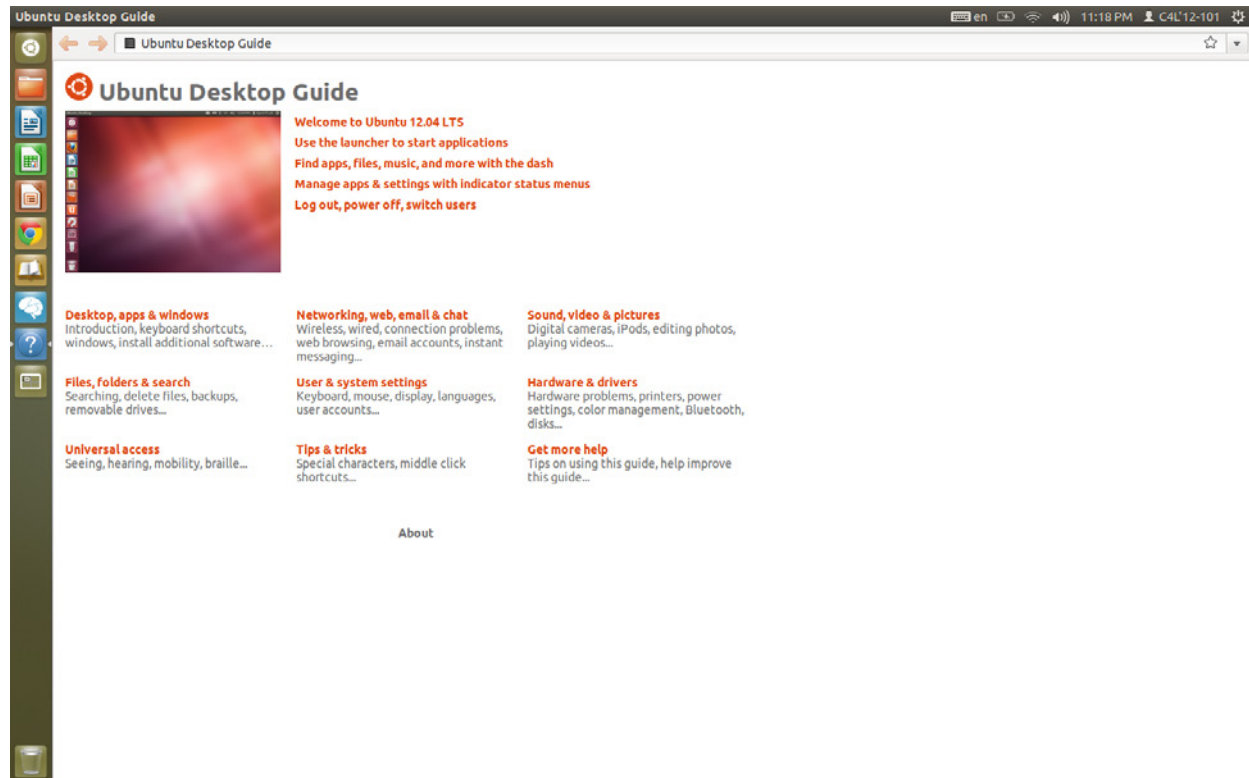 Ubuntu Desktop Guide
en 11:18 PM C4L'12-101
Ubuntu Desktop Guide
Ubuntu Desktop Guide
Welcome to Ubuntu 12.04 LTS
Use the launcher to start applications
Find apps, files, music, and more with the dash
Manage apps & settings with indicator status menus
Log out, power off, switch users
Desktop, apps & windows
Introduction, keyboard shortcuts,
windows, install additional software…
Networking, web, email & chat
Wireless, wired, connection problems,
web browsing, email accounts, instant
messaging…
Sound, video & pictures
Digital cameras, iPods, editing photos,
playing videos…
Files, folders & search
Searching, delete files, backups,
removable drives…
User & system settings
Keyboard, mouse, display, languages,
user accounts…
Hardware & drivers
Hardware problems, printers, power
settings, color management, Bluetooth,
disks…
Universal access
Seeing, hearing, mobility, braille…
Tips & tricks
Special characters, middle click
shortcuts…
Get more help
Tips on using this guide, help improve
this guide…
About